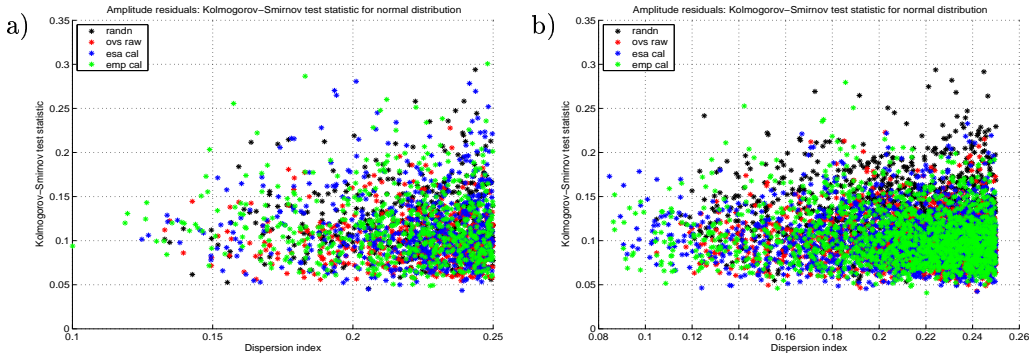 a)
Amplitude residuals: Kolmogorov−Smirnov test statistic for normal distribution
randn
ovs raw
esa cal
emp cal
Kolmogorov−Smirnov test statistic
0.35
0.3
0.25
0.2
0.15
0.1
0.05
0
0.1
0.15
0.2
0.25
Dispersion index
b)
Amplitude residuals: Kolmogorov−Smirnov test statistic for normal distribution
randn
ovs raw
esa cal
emp cal
Kolmogorov−Smirnov test statistic
0.35
0.3
0.25
0.2
0.15
0.1
0.05
0
0.08
0.1
0.12
0.14
0.16
0.18
0.2
0.22
0.24
0.26
Dispersion index